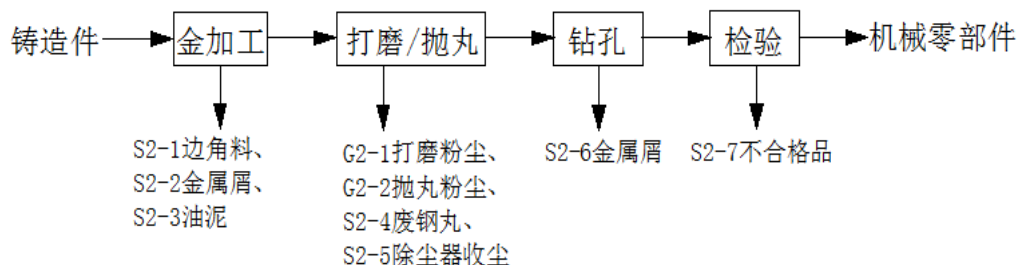 铸造件
金加工
打磨/抛丸
钻孔
检验
机械零部件
S2-1边角料、
S2-2金属屑、
S2-3油泥
G2-1打磨粉尘、
G2-2抛丸粉尘、
S2-4废钢丸、
S2-5除尘器收尘
S2-6金属屑
S2-7不合格品